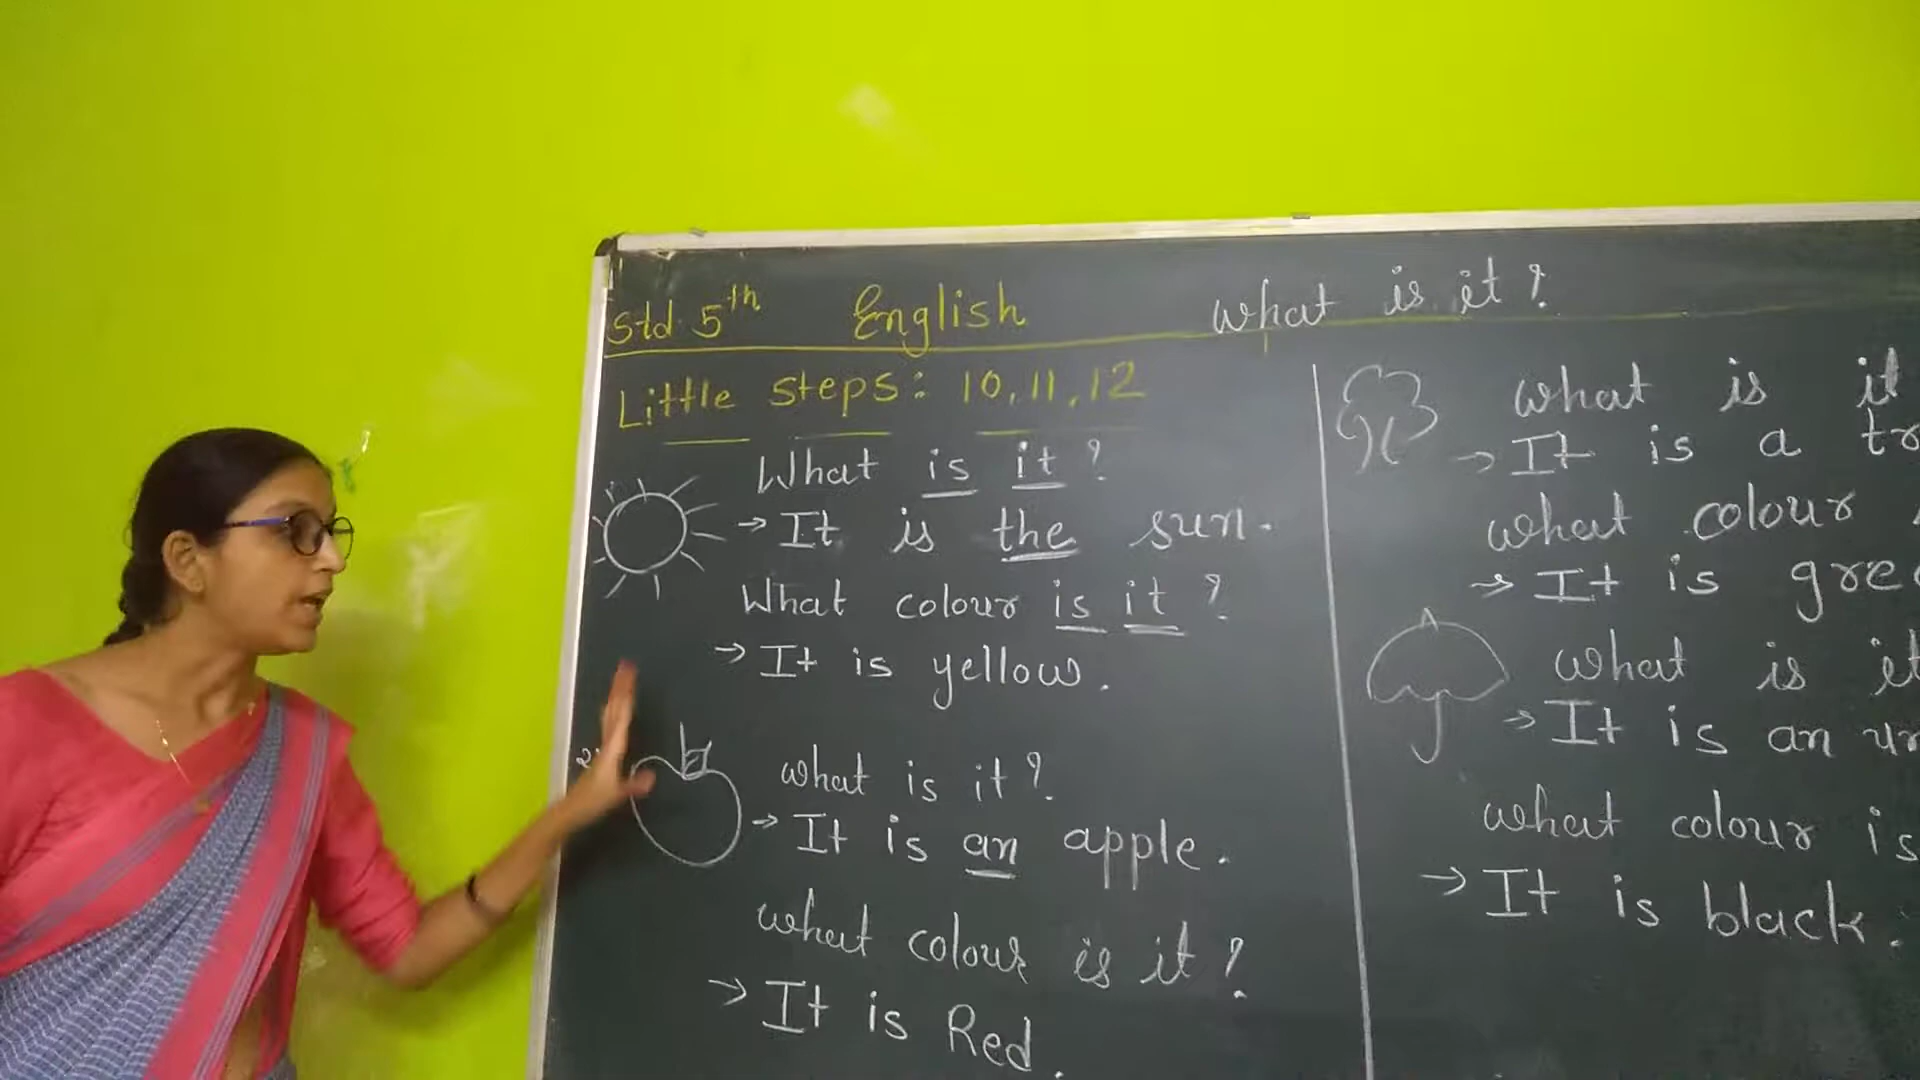 Std 5th English What is it?
Little steps: 10, 11, 12
What is it?
→ It is the sun.
What colour is it?
→ It is yellow.
what is it?
→ It is an apple.
what colour is it?
→ It is Red.
what is it
→ It is a
what colour
→ It is
what is it
→ It is an
what colour is
→ It is black.